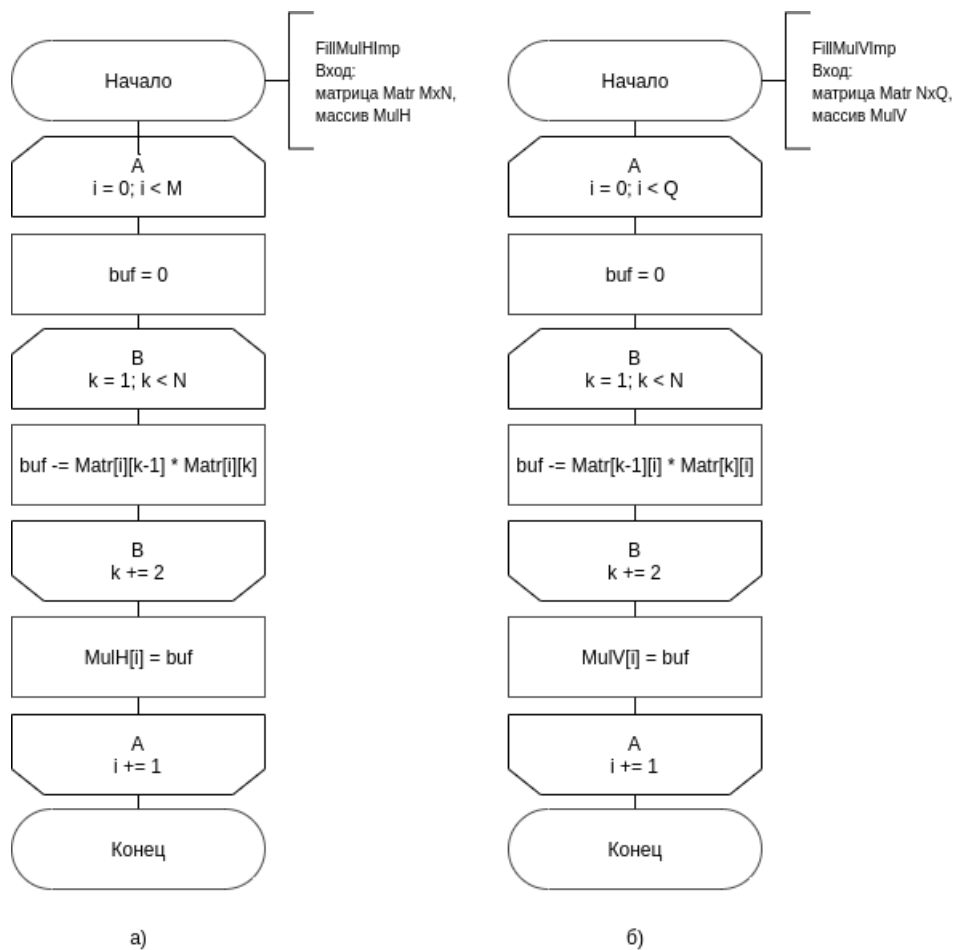 Начало
FillMulHImp
Вход:
матрица Matr MxN,
массив MulH
A
i = 0; i < M
buf = 0
B
k = 1; k < N
buf -= Matr[i][k-1] * Matr[i][k]
B
k += 2
MulH[i] = buf
A
i += 1
Конец
а)
Начало
FillMulVImp
Вход:
матрица Matr NxQ,
массив MulV
A
i = 0; i < Q
buf = 0
B
k = 1; k < N
buf -= Matr[k-1][i] * Matr[k][i]
B
k += 2
MulV[i] = buf
A
i += 1
Конец
б)